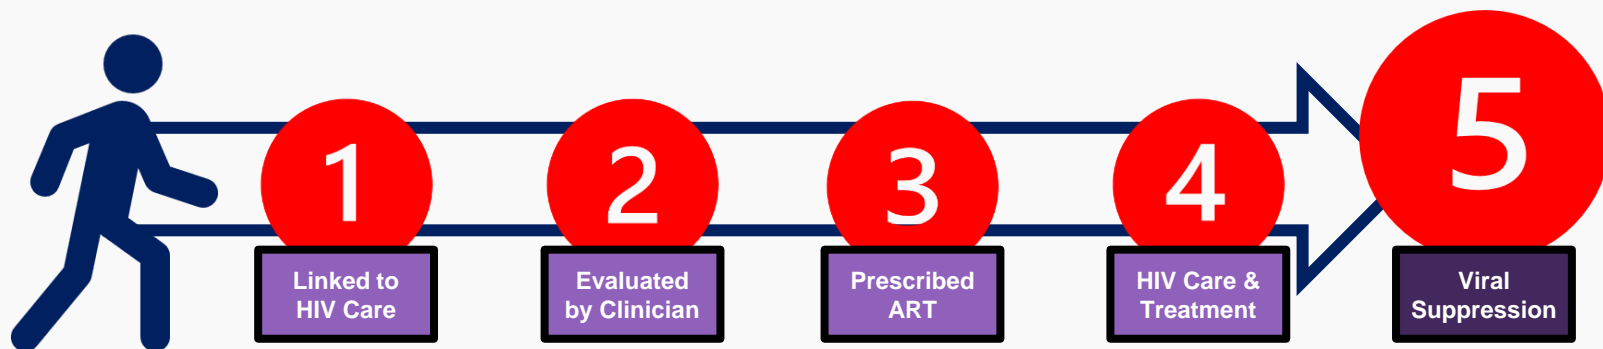 1
Linked to
HIV Care
2
Evaluated
by Clinician
3
Prescribed
ART
4
HIV Care &
Treatment
5
Viral
Suppression